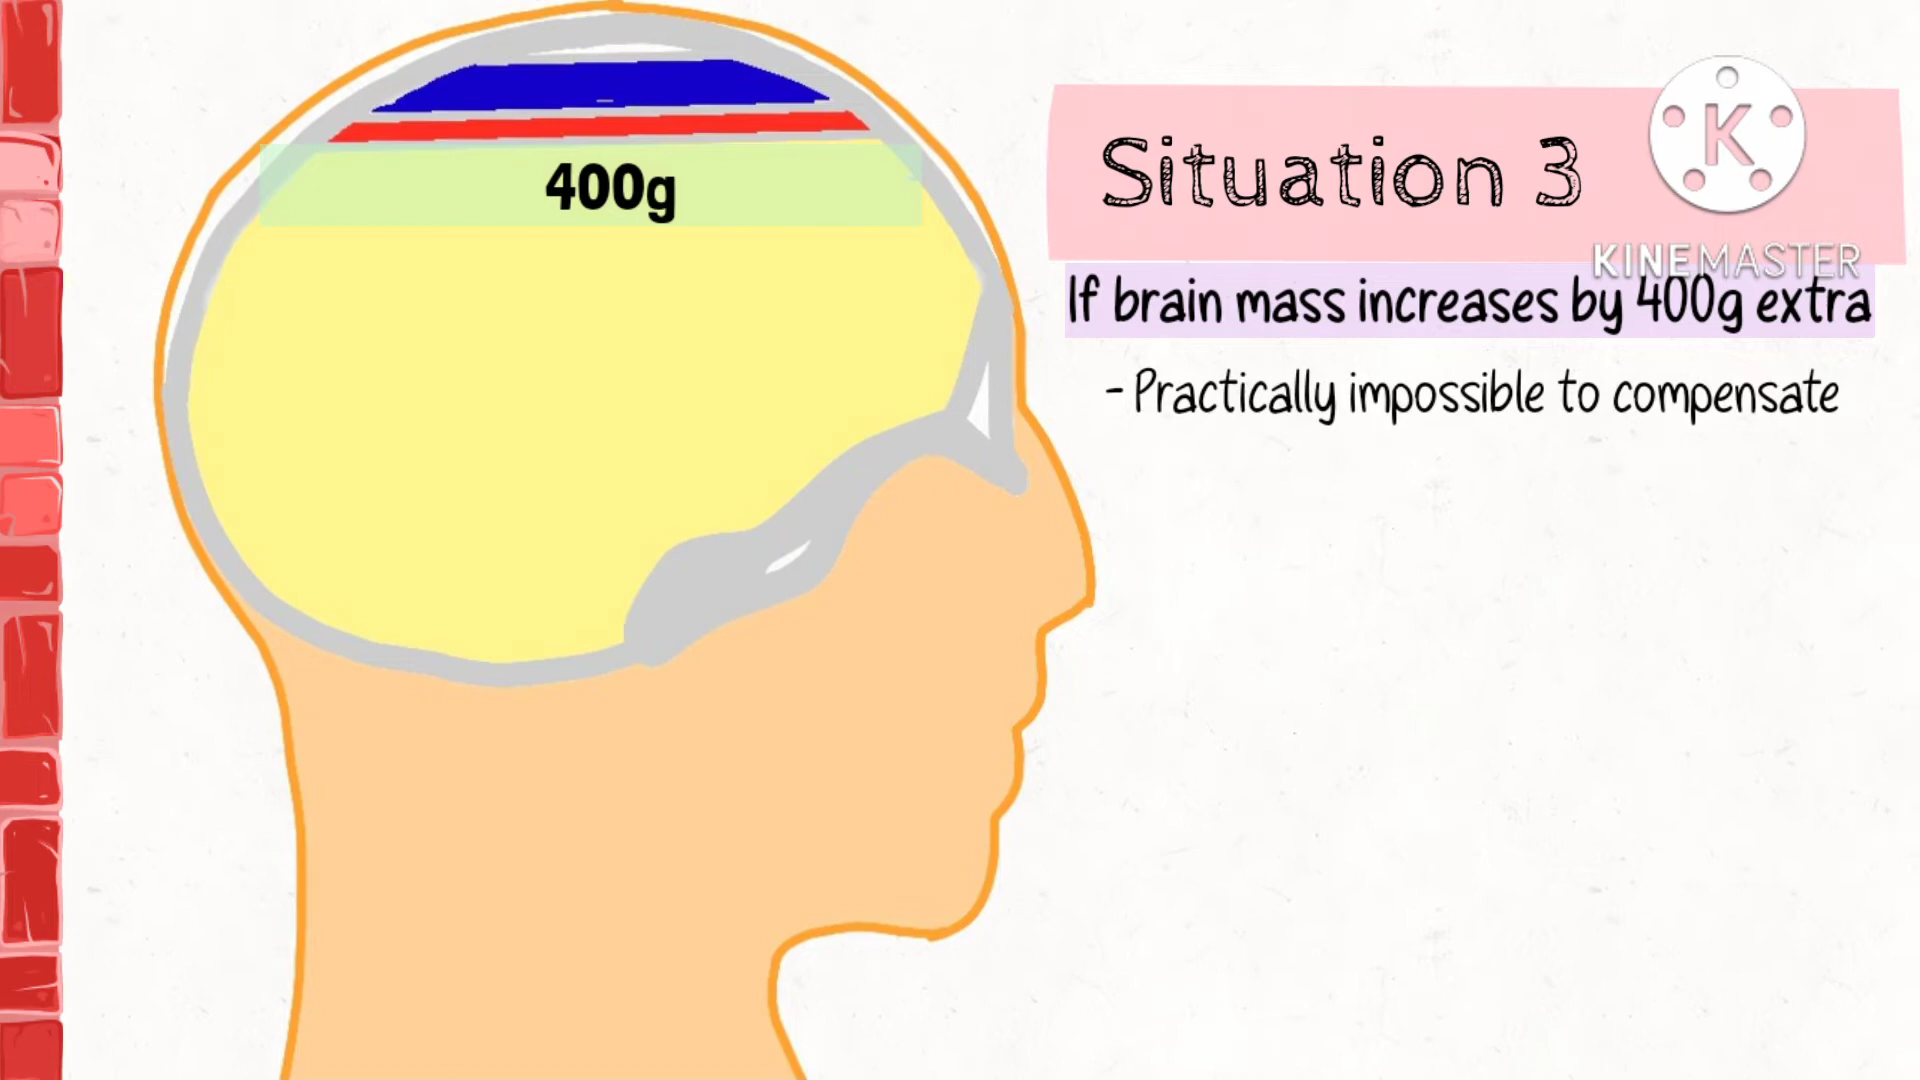 400g
Situation 3
K
KINEMASTER
If brain mass increases by 400g extra
- Practically impossible to compensate